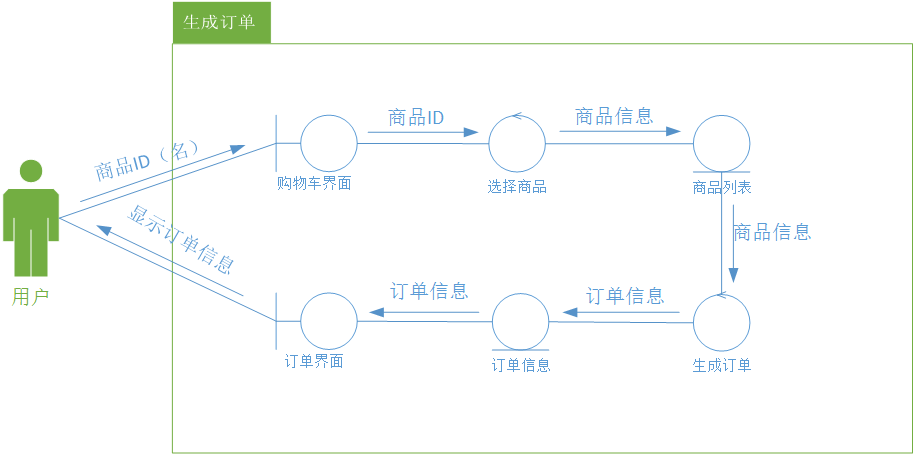 生成订单
商品ID
商品信息
商品ID（名）
购物车界面
选择商品
商品列表
显示订单信息
商品信息
用户
订单信息
订单信息
订单界面
订单信息
生成订单